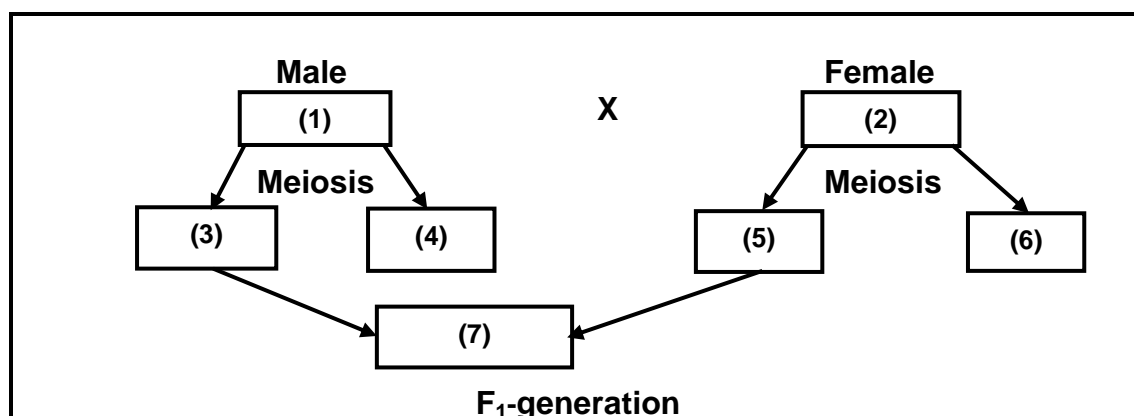 Male Female
(1) X (2)
Meiosis Meiosis
(3) (4) (5) (6)
(7)
F₁-generation